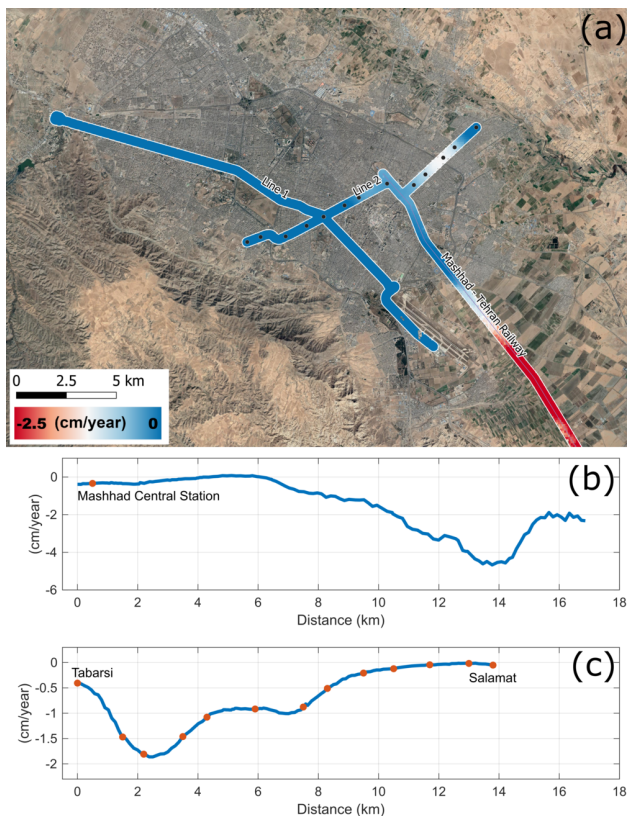 (a)
Line 1
Line 2
Mashhad - Tehran Railway
0 2.5 5 km
-2.5 (cm/year) 0
(b)
0
-2
-4
-6
(cm/year)
Mashhad Central Station
0 2 4 6 8 10 12 14 16 18
Distance (km)
(c)
0
-0.5
-1
-1.5
-2
(cm/year)
Tabarsi
Salamat
0 2 4 6 8 10 12 14 16 18
Distance (km)